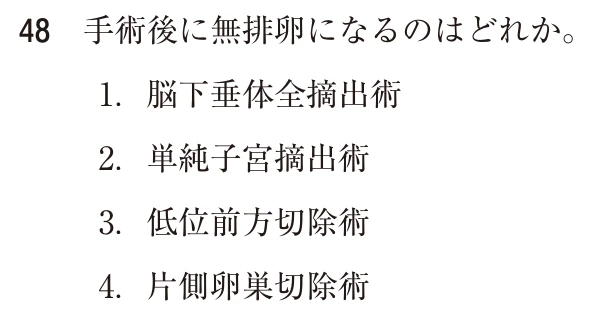 48 手術後に無排卵になるのはどれか。
1. 脳下垂体全摘出術
2. 単純子宮摘出術
3. 低位前方切除術
4. 片側卵巣切除術